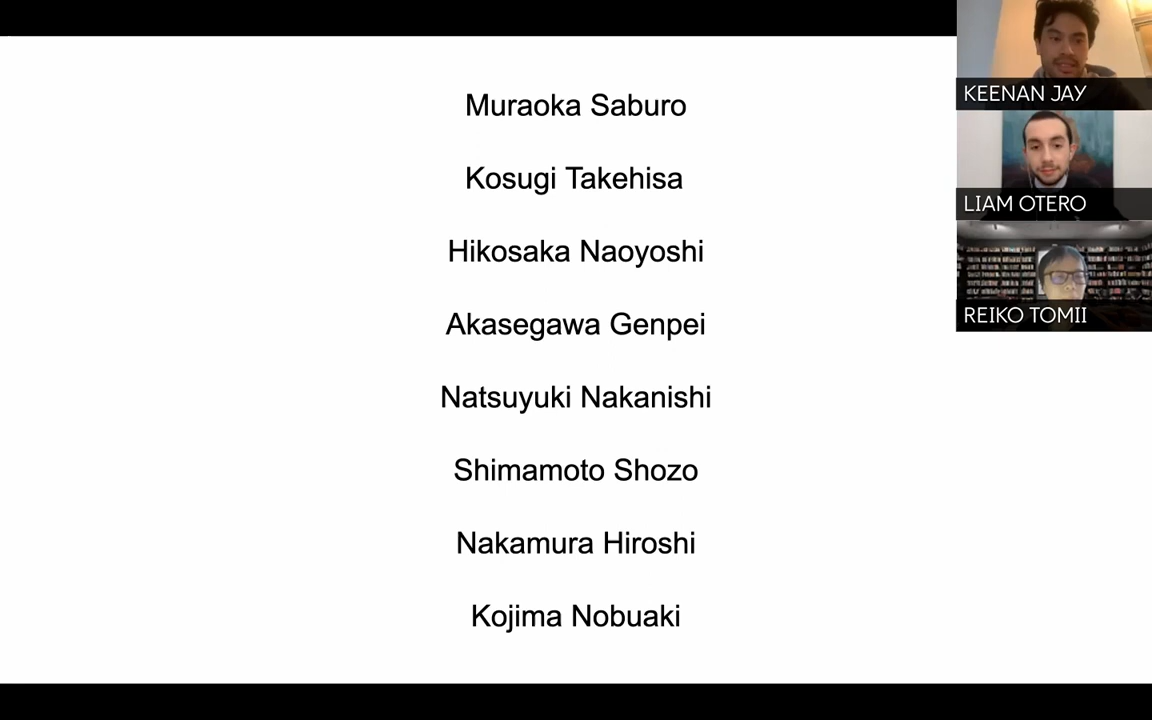 Muraoka Saburo
Kosugi Takehisa
Hikosaka Naoyoshi
Akasegawa Genpei
Natsuyuki Nakanishi
Shimamoto Shozo
Nakamura Hiroshi
Kojima Nobuaki
KEENAN JAY
LIAM OTERO
REIKO TOMII